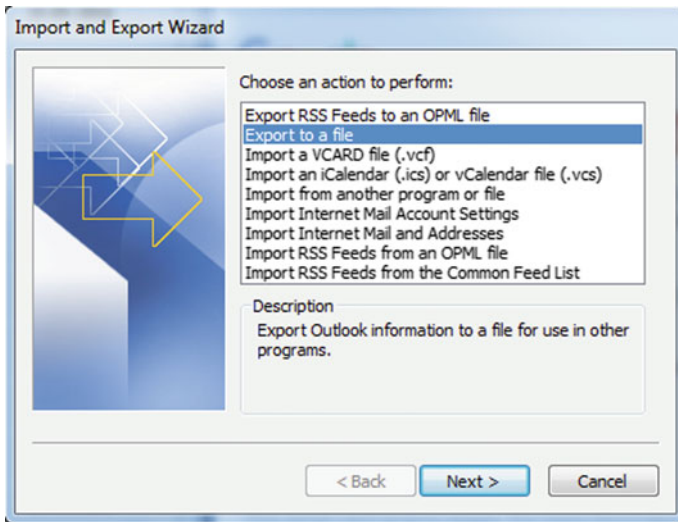 Import and Export Wizard
Choose an action to perform:
Export RSS Feeds to an OPML file
Export to a file
Import a VCARD file (.vcf)
Import an iCalendar (.ics) or vCalendar file (.vcs)
Import from another program or file
Import Internet Mail Account Settings
Import Internet Mail and Addresses
Import RSS Feeds from an OPML file
Import RSS Feeds from the Common Feed List
Description
Export Outlook information to a file for use in other
programs.
< Back Next > Cancel